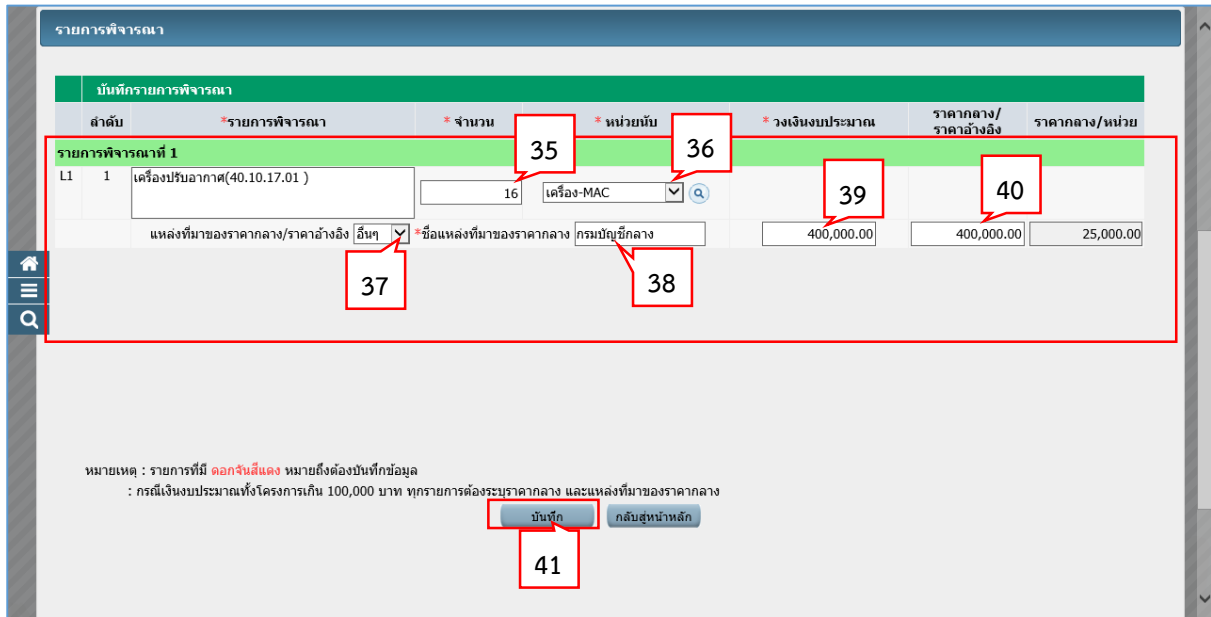 รายการพิจารณา
บันทึกรายการพิจารณา
ลำดับ *รายการพิจารณา * จำนวน * หน่วยนับ * วงเงินงบประมาณ ราคากลาง/ราคาอ้างอิง ราคากลาง/หน่วย
รายการพิจารณาที่ 1
35 36
L1 1 เครื่องปรับอากาศ(40.10.17.01 ) 16 เครื่อง-MAC
39 40
แหล่งที่มาของราคากลาง/ราคาอ้างอิง อื่นๆ *ชื่อแหล่งที่มาของราคากลาง กรมบัญชีกลาง 400,000.00 400,000.00 25,000.00
37 38
หมายเหตุ : รายการที่มี ดอกจันสีแดง หมายถึงต้องบันทึกข้อมูล
: กรณีเงินงบประมาณทั้งโครงการเกิน 100,000 บาท ทุกรายการต้องระบุราคากลาง และแหล่งที่มาของราคากลาง
บันทึก กลับสู่หน้าหลัก
41